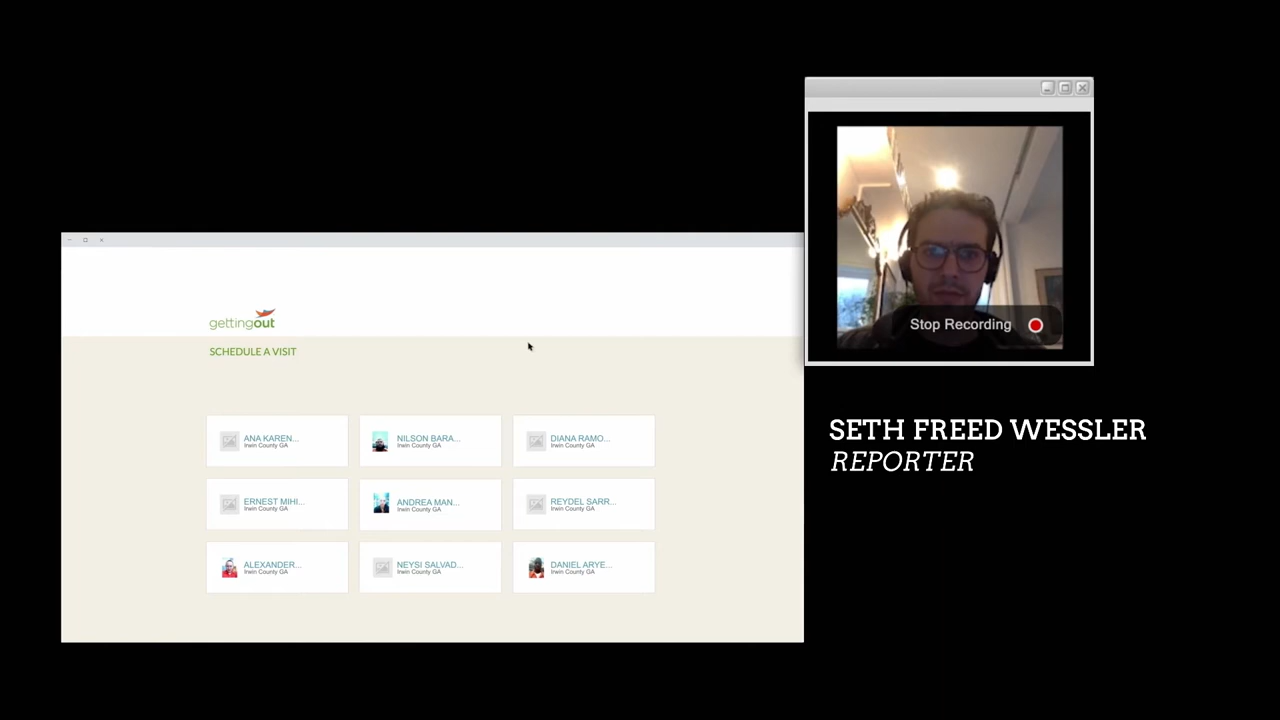 gettingout
SCHEDULE A VISIT
ANA KAREN...
Irwin County GA
NILSON BARA...
Irwin County GA
DIANA RAMO...
Irwin County GA
ERNEST MIHI...
Irwin County GA
ANDREA MAN...
Irwin County GA
REYDEL SARR...
Irwin County GA
ALEXANDER...
Irwin County GA
NEYSI SALVAD...
Irwin County GA
DANIEL ARYE...
Irwin County GA
Stop Recording
SETH FREED WESSLER
REPORTER